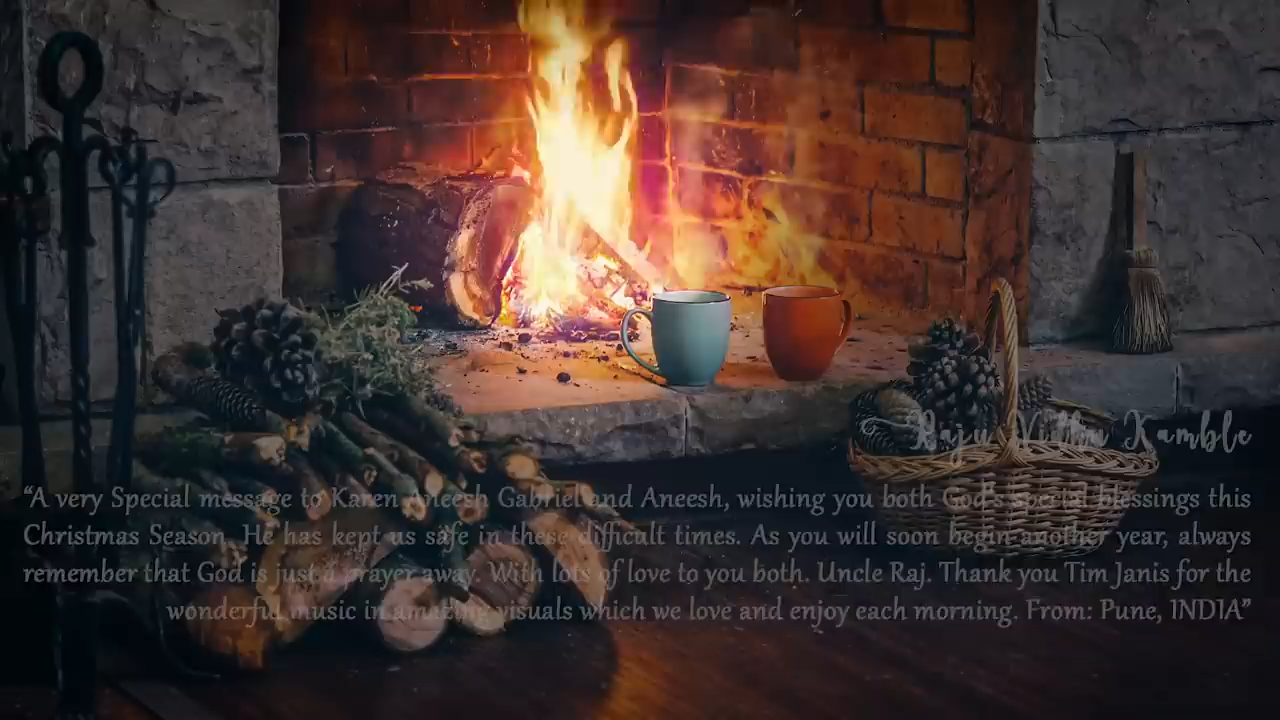 Raju Vitthu Kamble
“A very Special message to Karen Aneesh Gabriel and Aneesh, wishing you both God's special blessings this
Christmas Season. He has kept us safe in these difficult times. As you will soon begin another year, always
remember that God is just a prayer away. With lots of love to you both. Uncle Raj. Thank you Tim Janis for the
wonderful music in amazing visuals which we love and enjoy each morning. From: Pune, INDIA”